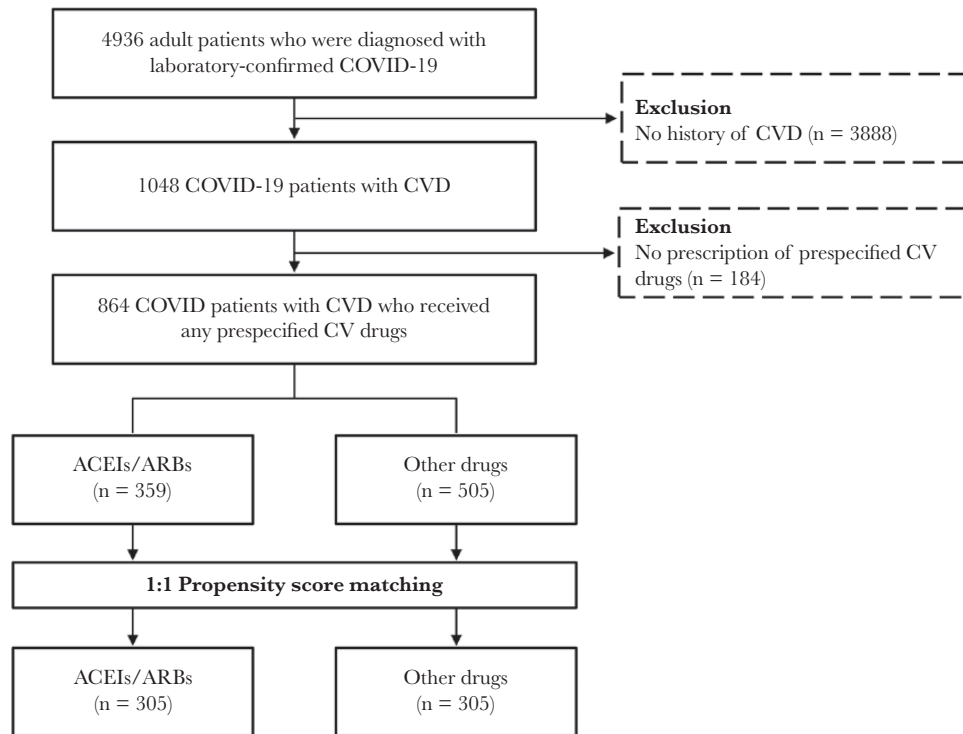 4936 adult patients who were diagnosed with
laboratory-confirmed COVID-19
Exclusion
No history of CVD (n = 3888)
1048 COVID-19 patients with CVD
Exclusion
No prescription of prespecified CV
drugs (n = 184)
864 COVID patients with CVD who received
any prespecified CV drugs
ACEIs/ARBs
(n = 359)
Other drugs
(n = 505)
1:1 Propensity score matching
ACEIs/ARBs
(n = 305)
Other drugs
(n = 305)